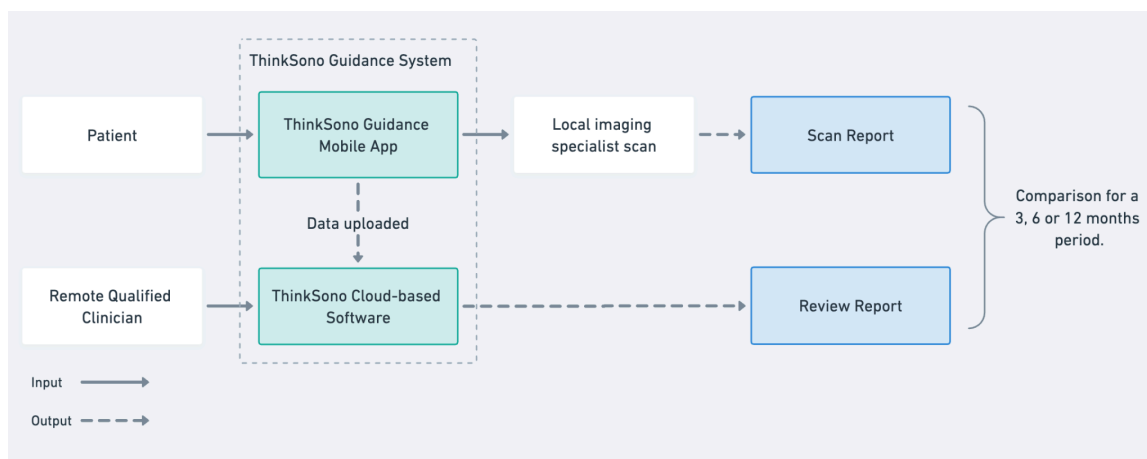 ThinkSono Guidance System
Patient
ThinkSono Guidance
Mobile App
Local imaging
specialist scan
Scan Report
Data uploaded
Comparison for a
3, 6 or 12 months
period.
Remote Qualified
Clinician
ThinkSono Cloud-based
Software
Review Report
Input
Output